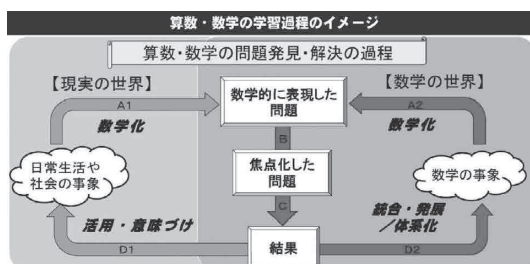 算数・数学の学習過程のイメージ
算数・数学の問題発見・解決の過程
【現実の世界】
【数学の世界】
A1
数学的に表現した
問題
A2
数学化
数学化
B
日常生活や
社会の事象
焦点化した
問題
数学の事象
C
活用・意味づけ
統合・発展
/体系化
D1
結果
D2